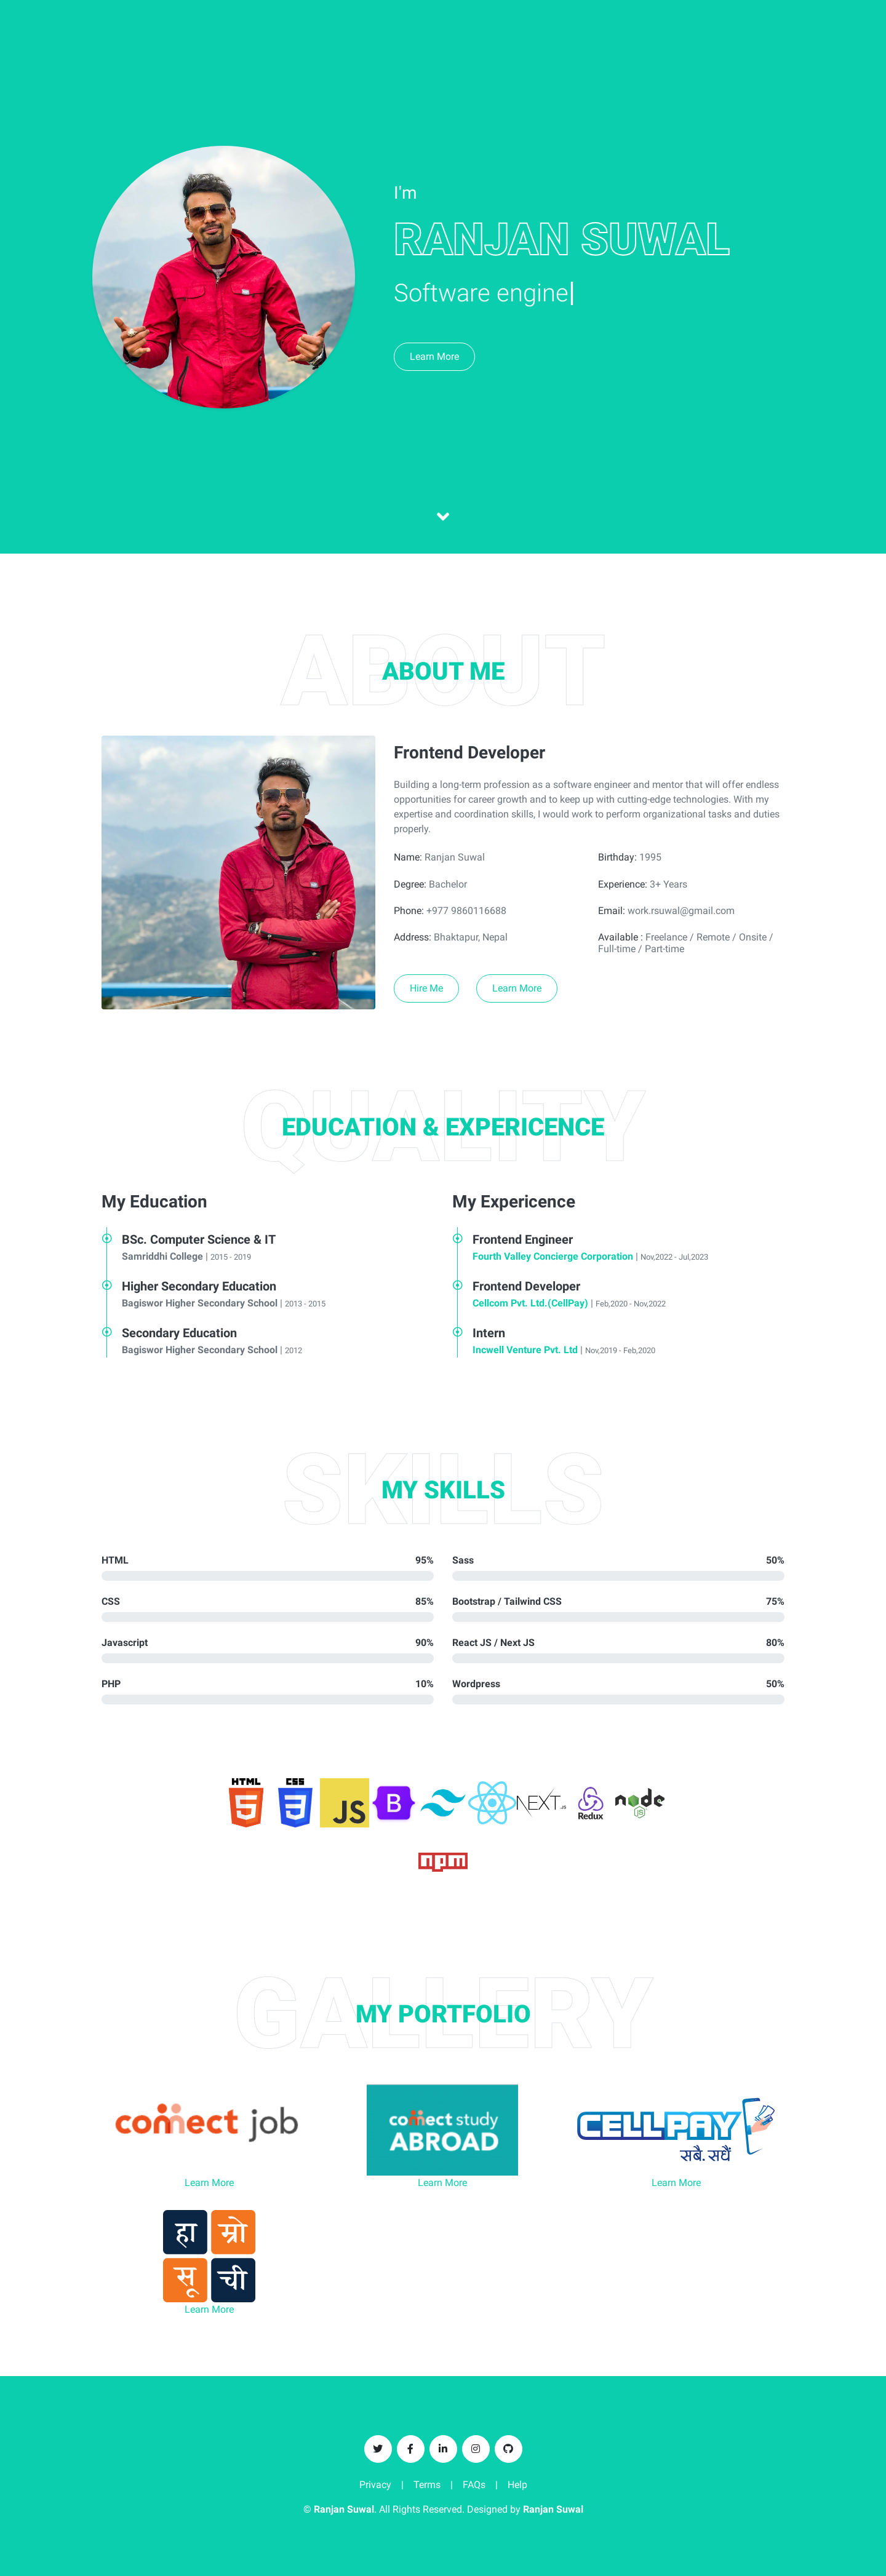 I'm
RANJAN SUWAL
Software engine|
Learn More
ABOUT
ABOUT ME
Frontend Developer
Building a long-term profession as a software engineer and mentor that will offer endless
opportunities for career growth and to keep up with cutting-edge technologies. With my
expertise and coordination skills, I would work to perform organizational tasks and duties
properly.
Name: Ranjan Suwal
Birthday: 1995
Degree: Bachelor
Experience: 3+ Years
Phone: +977 9860116688
Email: work.rsuwal@gmail.com
Address: Bhaktapur, Nepal
Available : Freelance / Remote / Onsite /
Full-time / Part-time
Hire Me
Learn More
QUALITY
EDUCATION & EXPERICENCE
My Education
BSc. Computer Science & IT
Samriddhi College | 2015 - 2019
Higher Secondary Education
Bagiswor Higher Secondary School | 2013 - 2015
Secondary Education
Bagiswor Higher Secondary School | 2012
My Expericence
Frontend Engineer
Fourth Valley Concierge Corporation | Nov,2022 - Jul,2023
Frontend Developer
Cellcom Pvt. Ltd.(CellPay) | Feb,2020 - Nov,2022
Intern
Incwell Venture Pvt. Ltd | Nov,2019 - Feb,2020
SKILLS
MY SKILLS
HTML 95%
CSS 85%
Javascript 90%
PHP 10%
Sass 50%
Bootstrap / Tailwind CSS 75%
React JS / Next JS 80%
Wordpress 50%
HTML
5
CSS
3
JS
B
NEXT.JS
Redux
node
JS
npm
GALLERY
MY PORTFOLIO
connect job
Learn More
connect study
ABROAD
Learn More
CELLPAY
सबै. सधैं
Learn More
हा म्रो
सू ची
Learn More
Privacy | Terms | FAQs | Help
© Ranjan Suwal. All Rights Reserved. Designed by Ranjan Suwal